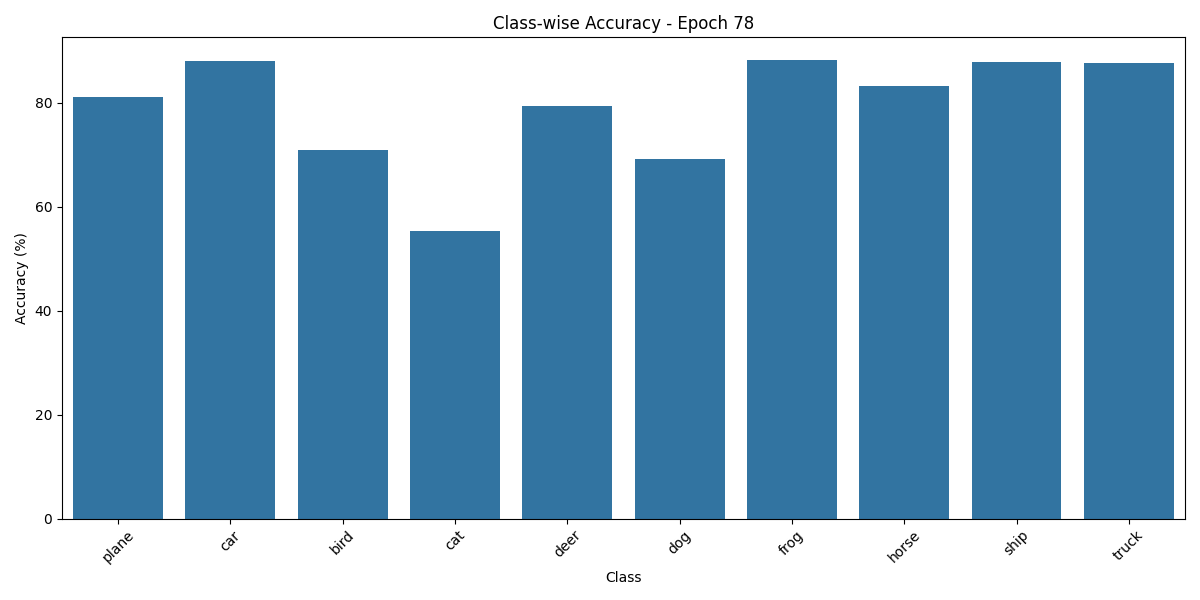 Class-wise Accuracy - Epoch 78
Accuracy (%)
80
60
40
20
0
plane
car
bird
cat
deer
dog
frog
horse
ship
truck
Class